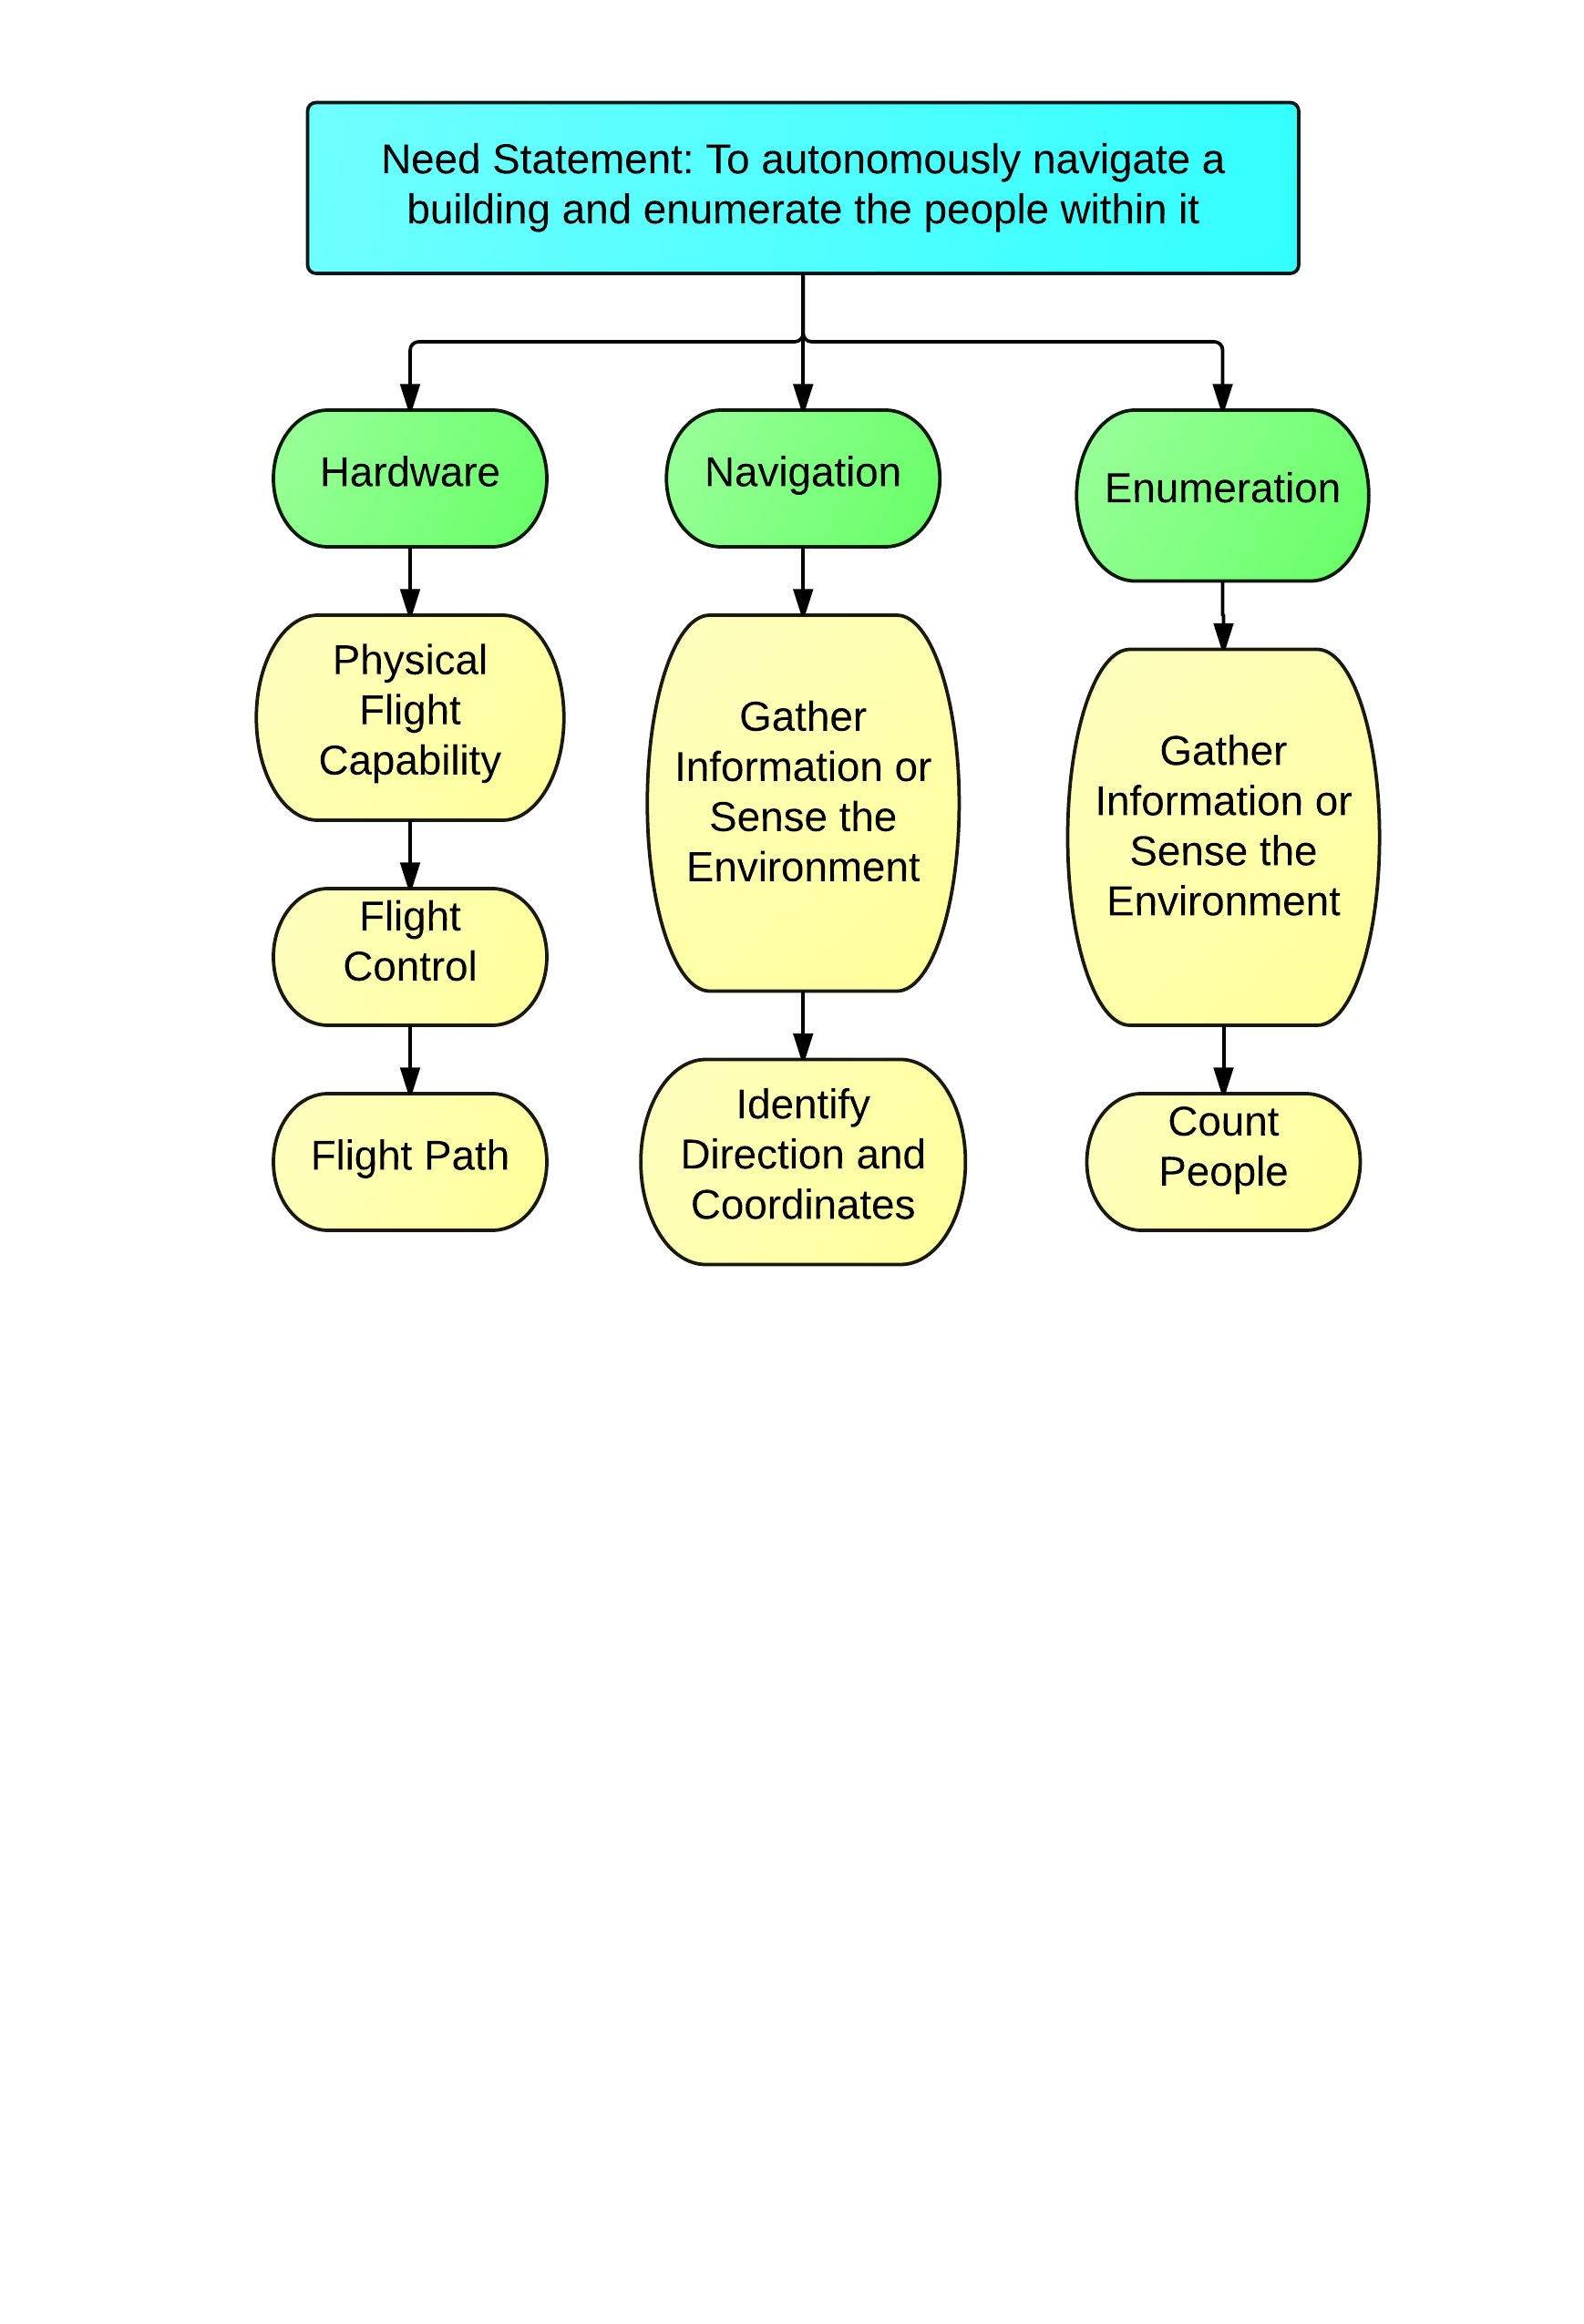 Need Statement: To autonomously navigate a
building and enumerate the people within it
Hardware
Navigation
Enumeration
Physical
Flight
Capability
Flight
Control
Flight Path
Gather
Information or
Sense the
Environment
Identify
Direction and
Coordinates
Gather
Information or
Sense the
Environment
Count
People